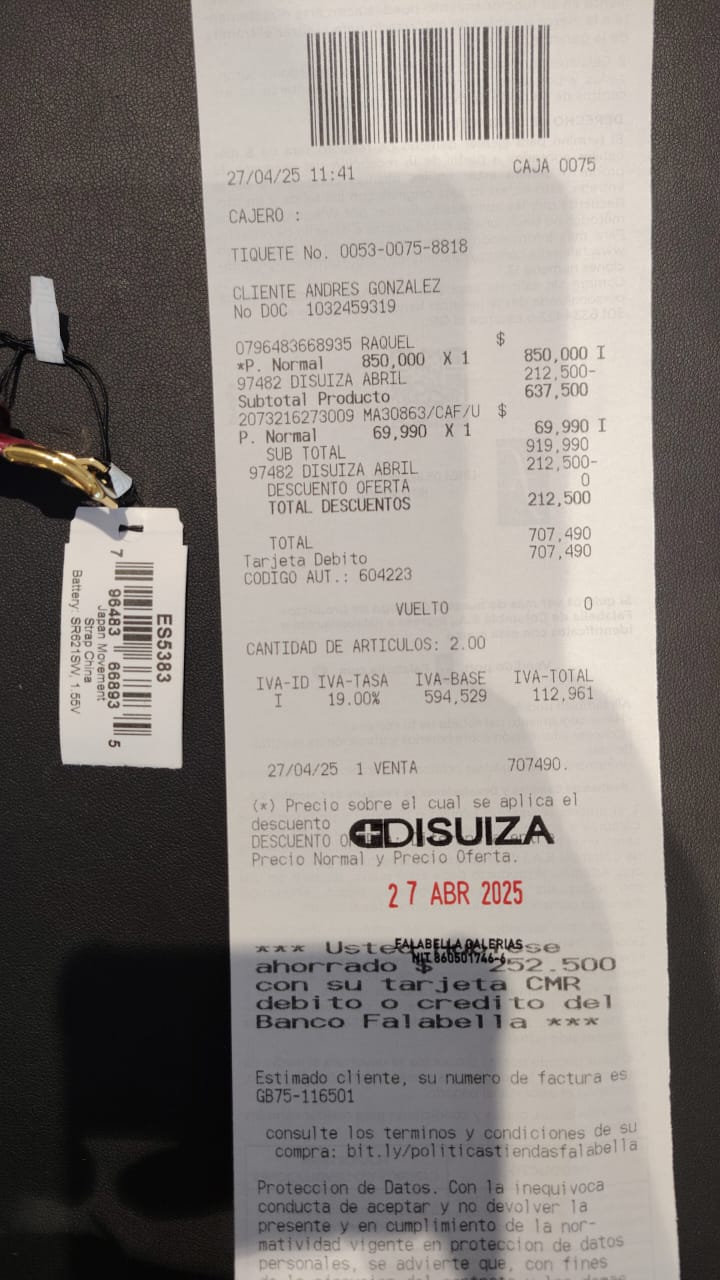 27/04/25 11:41 CAJA 0075
CAJERO :
TIQUETE No. 0053-0075-8818
CLIENTE ANDRES GONZALEZ
No DOC 1032459319
0796483668935 RAQUEL $
*P. Normal 850,000 X 1 850,000 I
97482 DISUIZA ABRIL 212,500-
Subtotal Producto 637,500
2073216273009 MA30863/CAF/U $
P. Normal 69,990 X 1 69,990 I
SUB TOTAL 919,990
97482 DISUIZA ABRIL 212,500-
DESCUENTO OFERTA 0
TOTAL DESCUENTOS 212,500
TOTAL 707,490
Tarjeta Debito 707,490
CODIGO AUT.: 604223
VUELTO 0
CANTIDAD DE ARTICULOS: 2.00
IVA-ID IVA-TASA IVA-BASE IVA-TOTAL
I 19.00% 594,529 112,961
27/04/25 1 VENTA 707490.
(*) Precio sobre el cual se aplica el
descuento
DISUIZA
DESCUENTO
Precio Normal y Precio Oferta.
27 ABR 2025
FALABELLA GALERIAS
NIT 860501746-6
*** Usted se
ahorrado $ 252.500
con su tarjeta CMR
debito o credito del
Banco Falabella ***
Estimado cliente, su numero de factura es
GB75-116501
consulte los terminos y condiciones de su
compra: bit.ly/politicastiendasfalabella
Proteccion de Datos. Con la inequivoca
conducta de aceptar y no devolver la
presente y en cumplimiento de la nor-
matividad vigente en proteccion de datos
personales, se advierte que, con fines
ES5383
7 96483 66893 5
Japan Movement
Strap China
Battery: SR621SW, 1.55V